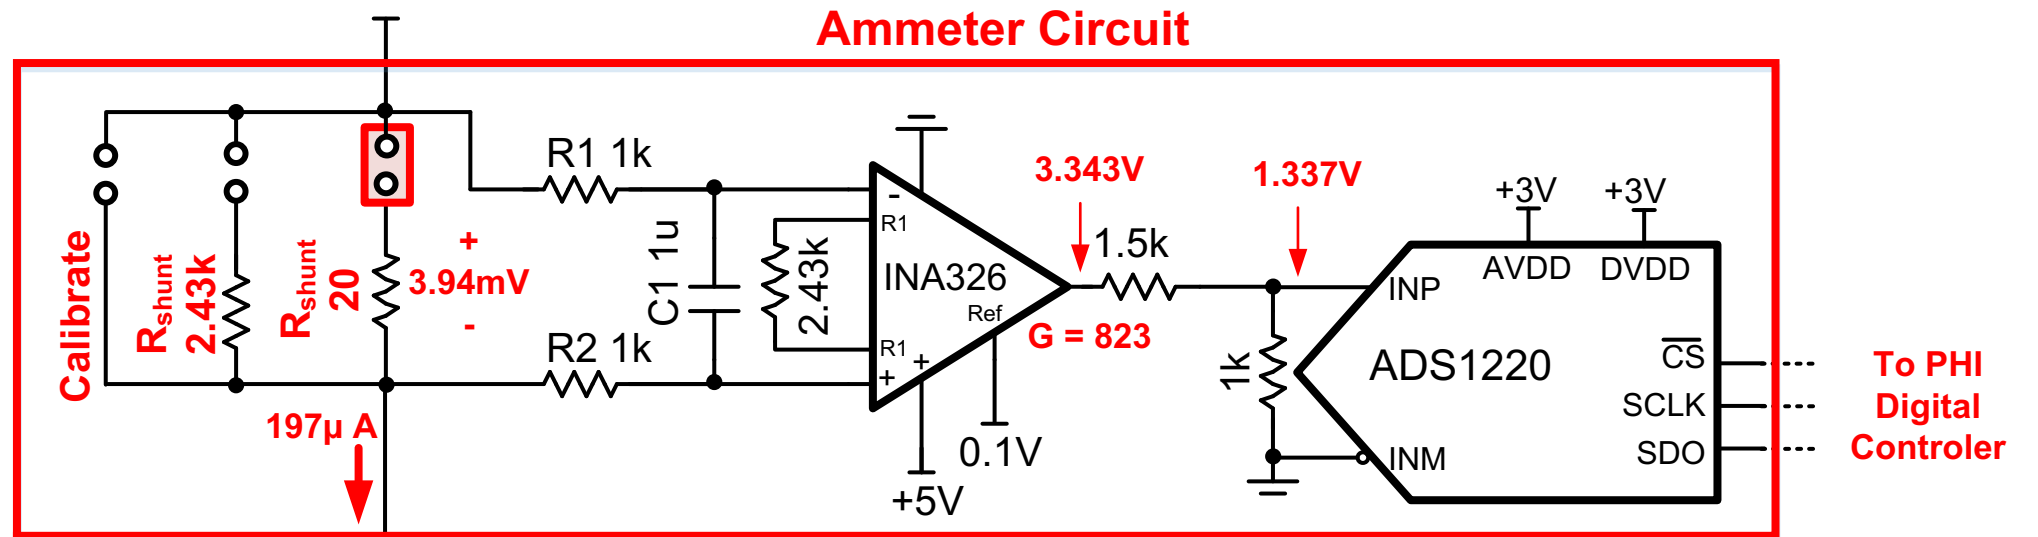 Ammeter Circuit
Calibrate
Rshunt
2.43k
Rshunt
20
+
3.94mV
-
197µ A
R1 1k
C1 1u
R2 1k
2.43k
-
R1
INA326
Ref
R1
+
+
+5V
0.1V
G = 823
3.343V
1.5k
1.337V
1k
+3V
+3V
AVDD
DVDD
INP
ADS1220
INM
CS
SCLK
SDO
To PHI
Digital
Controler